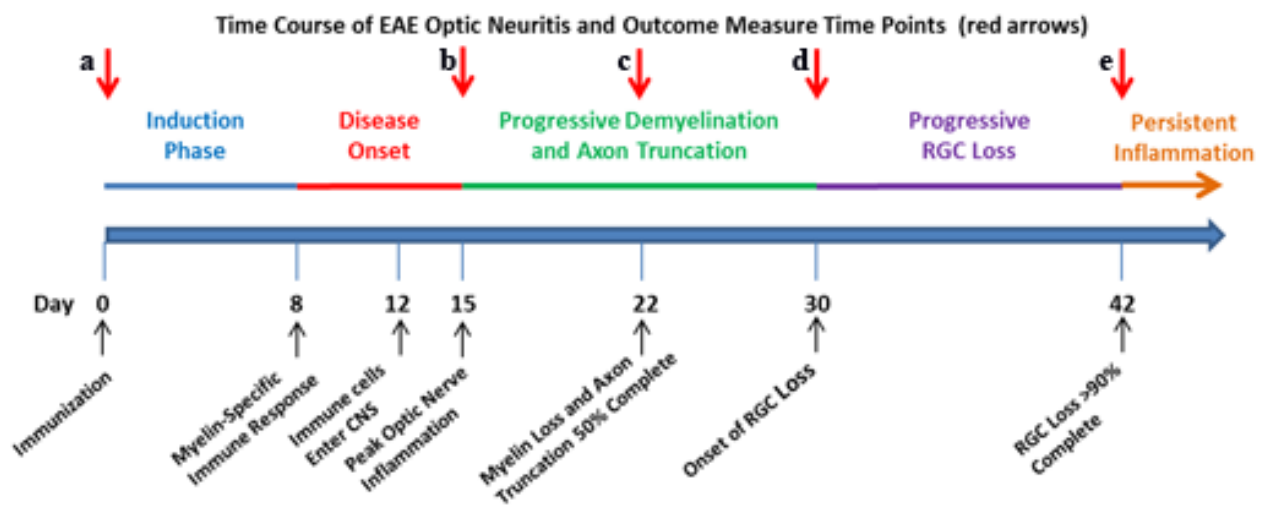 Time Course of EAE Optic Neuritis and Outcome Measure Time Points (red arrows)
a
b
c
d
e
Induction
Phase
Disease
Onset
Progressive Demyelination
and Axon Truncation
Progressive
RGC Loss
Persistent
Inflammation
Day
0
8
12
15
22
30
42
Immunization
Myelin-Specific
Immune Response
Immune cells
Enter CNS
Peak Optic Nerve
Inflammation
Myelin Loss and Axon
Truncation 50% Complete
Onset of RGC Loss
RGC Loss >90%
Complete